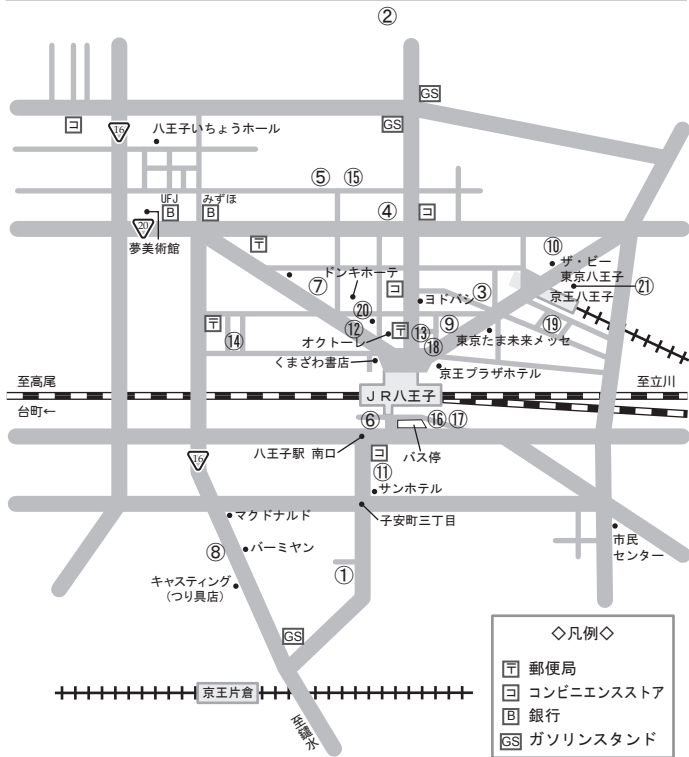 ②
GS
コ
16
八王子いちょうホール
GS
⑤ ⑮
UFJ みずほ
B B
④
コ
20
夢美術館
〒
⑩
ザ・ビー
東京八王子
京王八王子
㉑
ドンキホーテ
⑦
コ
ヨドバシ
③
⑳
〒
⑭
⑫
オクトーレ
〒
⑬
⑨
⑱
東京たま未来メッセ
⑲
くまざわ書店
京王プラザホテル
至高尾
JR八王子
至立川
台町←
⑥
⑯ ⑰
八王子駅 南口
バス停
16
コ
⑪
サンホテル
マクドナルド
子安町三丁目
市民
センター
⑧
バーミヤン
①
キャスティング
(つり具店)
GS
京王片倉
至鑓水
◇凡例◇
〒 郵便局
コ コンビニエンスストア
B 銀行
GS ガソリンスタンド